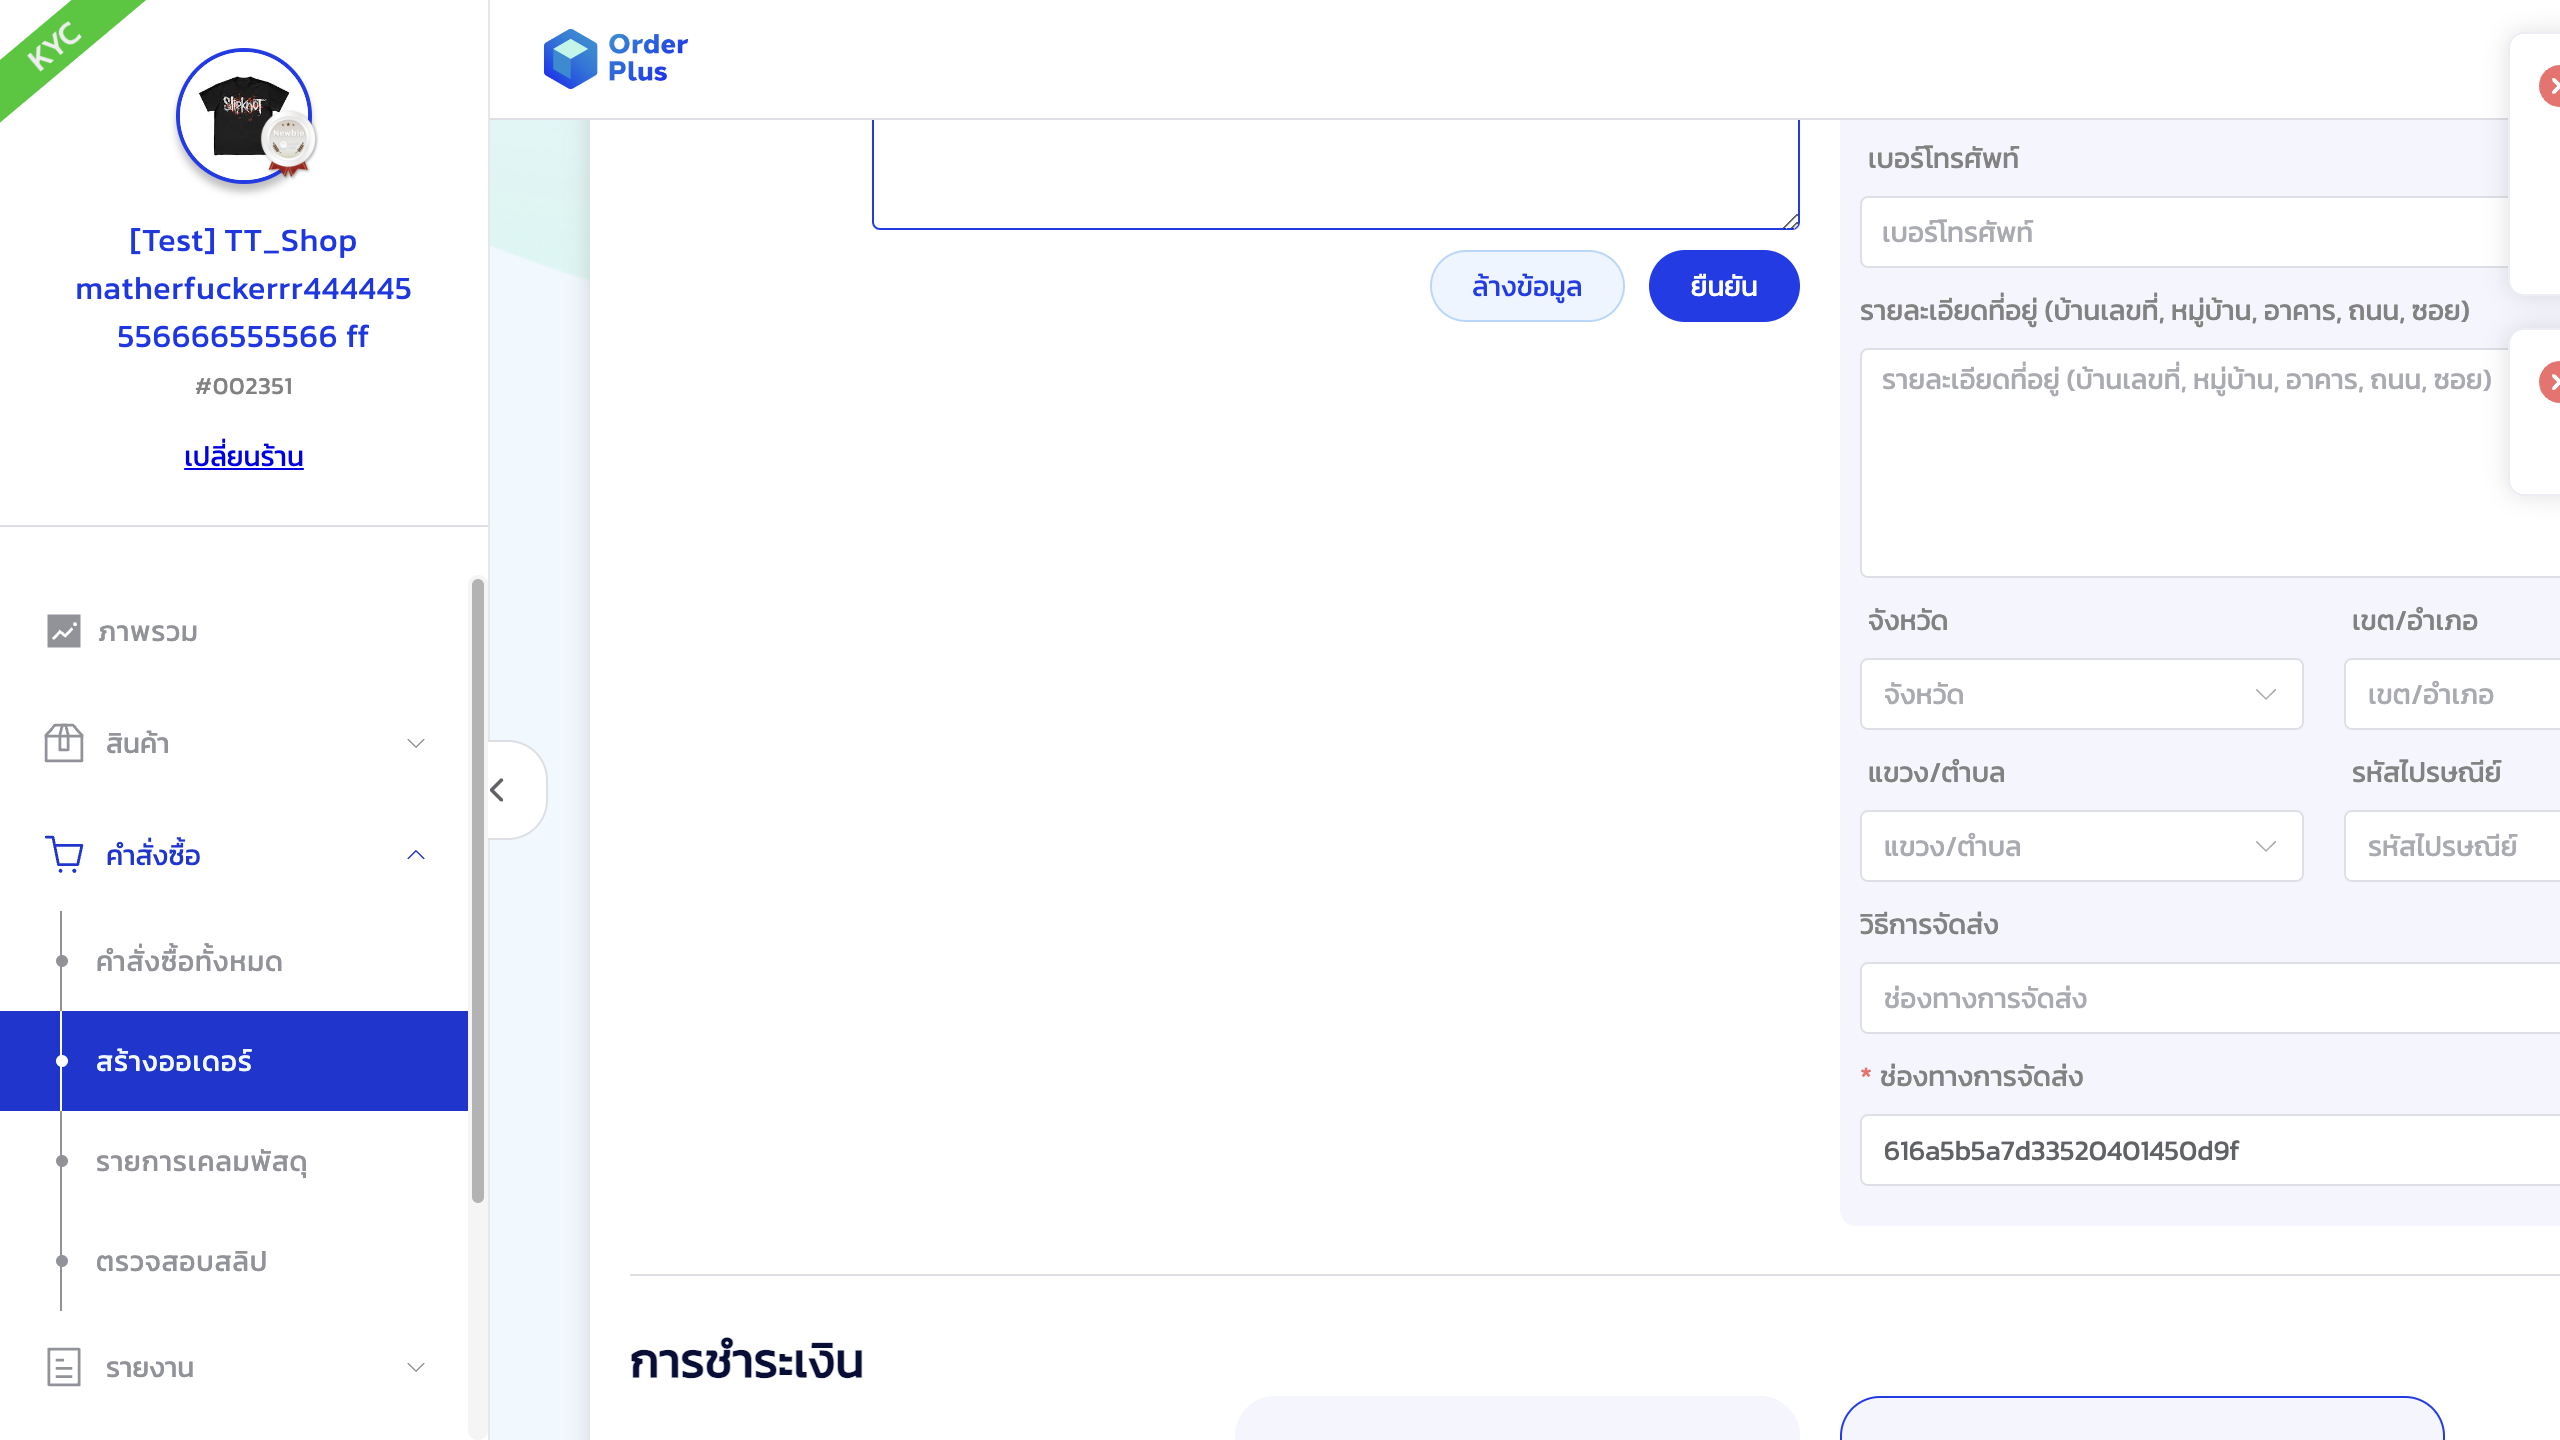 KYC
Slipknot
Newbie
[Test] TT_Shop
matherfuckerrr444445
556666555566 ff
#002351
เปลี่ยนร้าน
ภาพรวม
สินค้า
คำสั่งซื้อ
คำสั่งซื้อทั้งหมด
สร้างออเดอร์
รายการเคลมพัสดุ
ตรวจสอบสลิป
รายงาน
Order
Plus
ล้างข้อมูล
ยืนยัน
เบอร์โทรศัพท์
เบอร์โทรศัพท์
รายละเอียดที่อยู่ (บ้านเลขที่, หมู่บ้าน, อาคาร, ถนน, ซอย)
รายละเอียดที่อยู่ (บ้านเลขที่, หมู่บ้าน, อาคาร, ถนน, ซอย)
จังหวัด
เขต/อำเภอ
จังหวัด
เขต/อำเภอ
แขวง/ตำบล
รหัสไปรษณีย์
แขวง/ตำบล
รหัสไปรษณีย์
วิธีการจัดส่ง
ช่องทางการจัดส่ง
* ช่องทางการจัดส่ง
616a5b5a7d33520401450d9f
การชำระเงิน